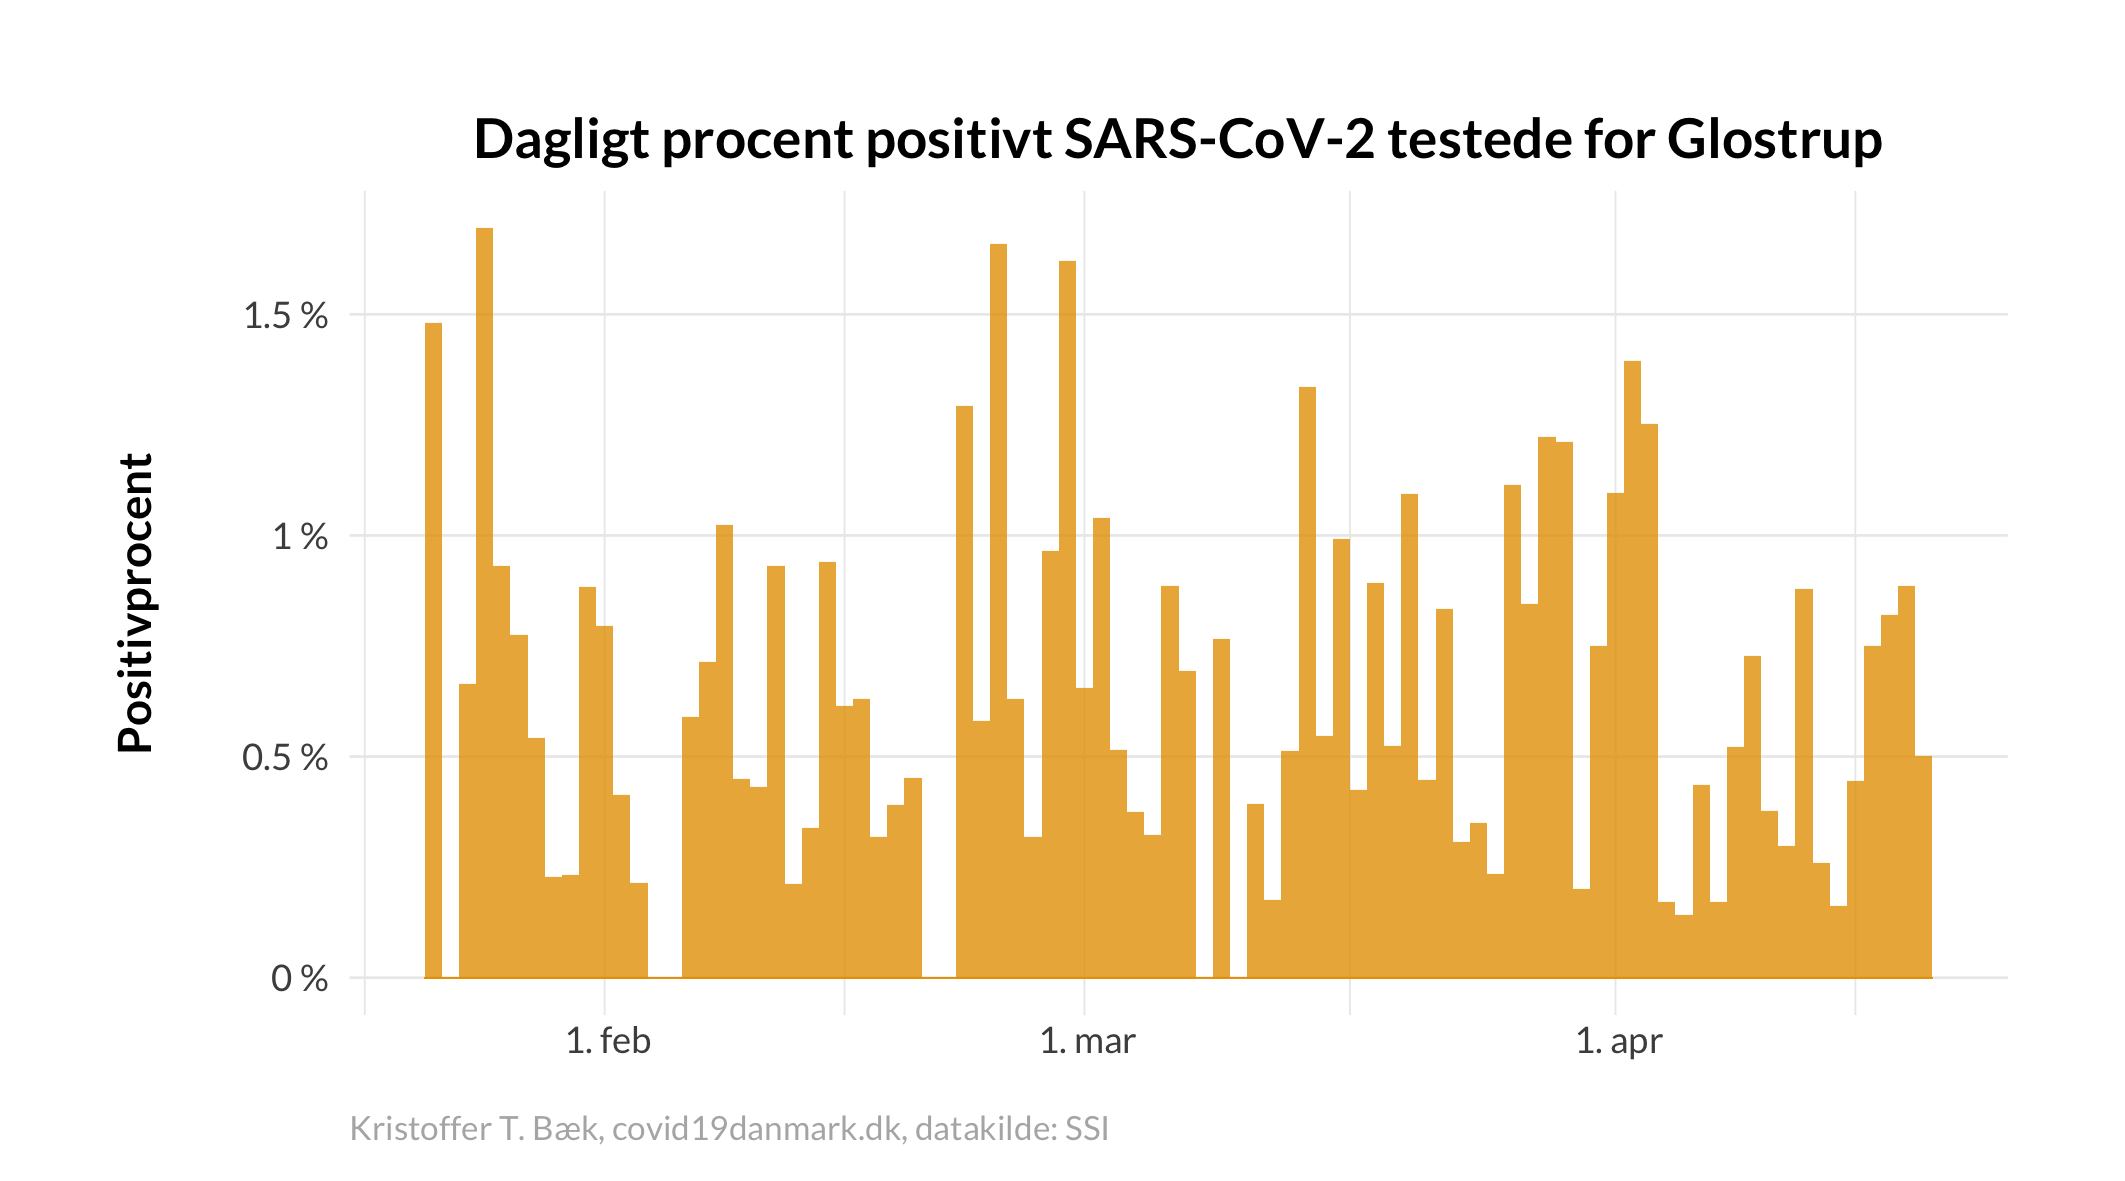 Dagligt procent positivt SARS-CoV-2 testede for Glostrup
Positivprocent
1.5 %
1 %
0.5 %
0 %
1. feb
1. mar
1. apr
Kristoffer T. Bæk, covid19danmark.dk, datakilde: SSI